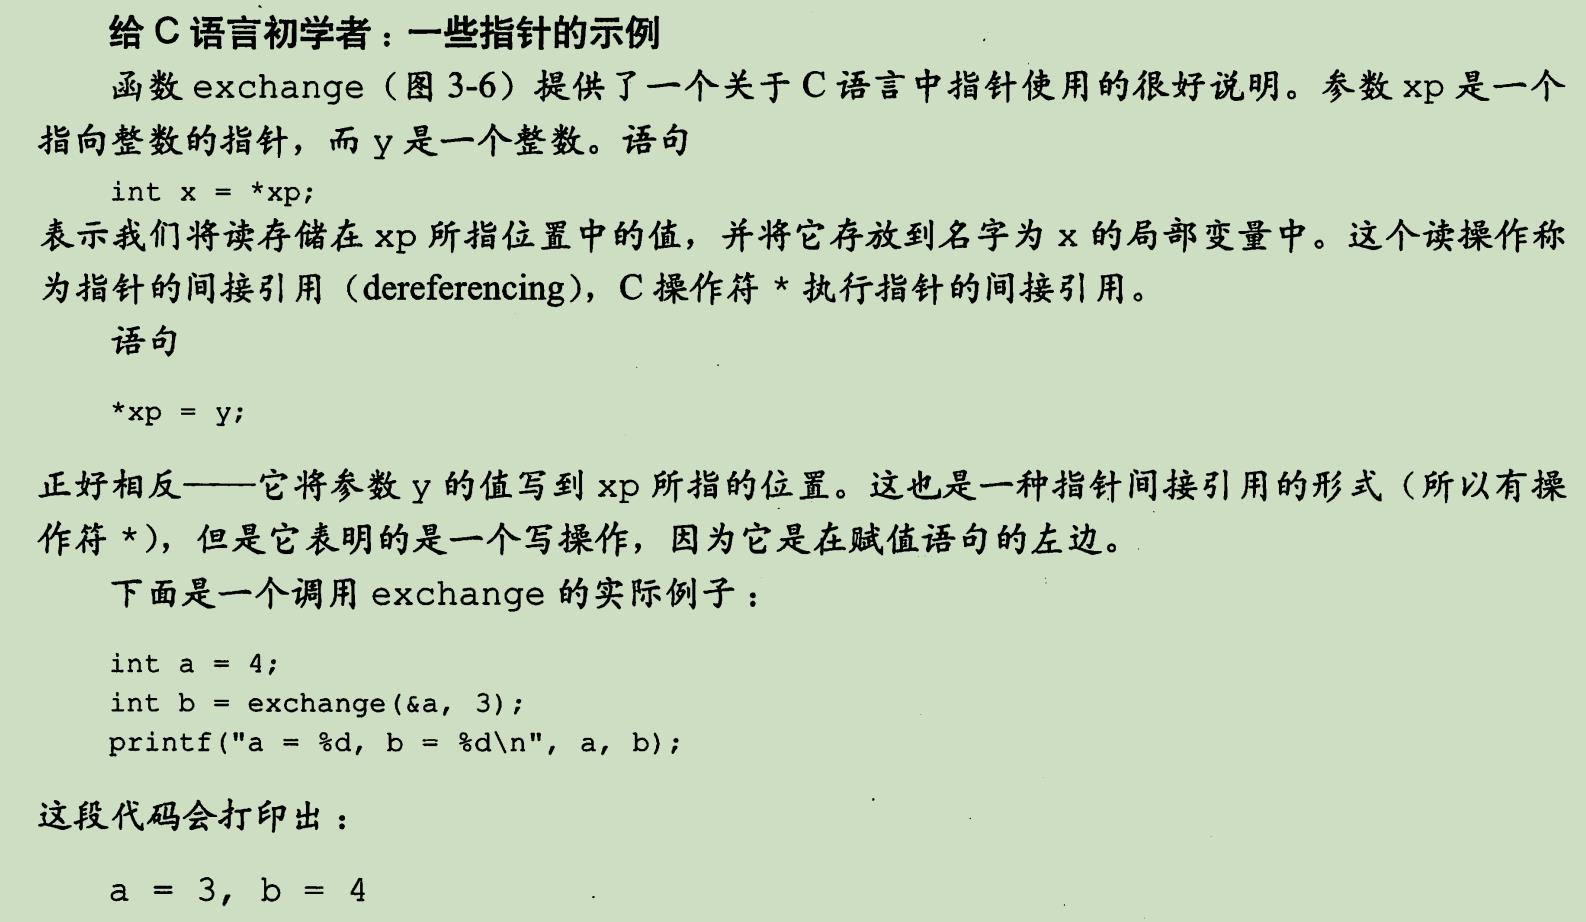 给 C 语言初学者：一些指针的示例
函数 exchange（图 3-6）提供了一个关于 C 语言中指针使用的很好说明。参数 xp 是一个
指向整数的指针，而 y 是一个整数。语句
int x = *xp;
表示我们将读存储在 xp 所指位置中的值，并将它存放到名字为 x 的局部变量中。这个读操作称
为指针的间接引用（dereferencing），C 操作符 * 执行指针的间接引用。
语句
*xp = y;
正好相反——它将参数 y 的值写到 xp 所指的位置。这也是一种指针间接引用的形式（所以有操
作符 *），但是它表明的是一个写操作，因为它是在赋值语句的左边。
下面是一个调用 exchange 的实际例子：
int a = 4;
int b = exchange(&a, 3);
printf("a = %d, b = %d\n", a, b);
这段代码会打印出：
a = 3, b = 4